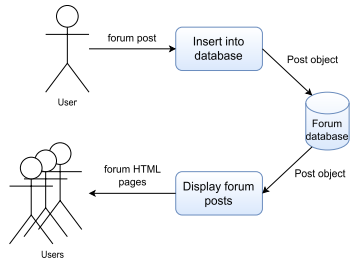 forum post
Insert into
database
Post object
User
Forum
database
Post object
forum HTML
pages
Display forum
posts
Users